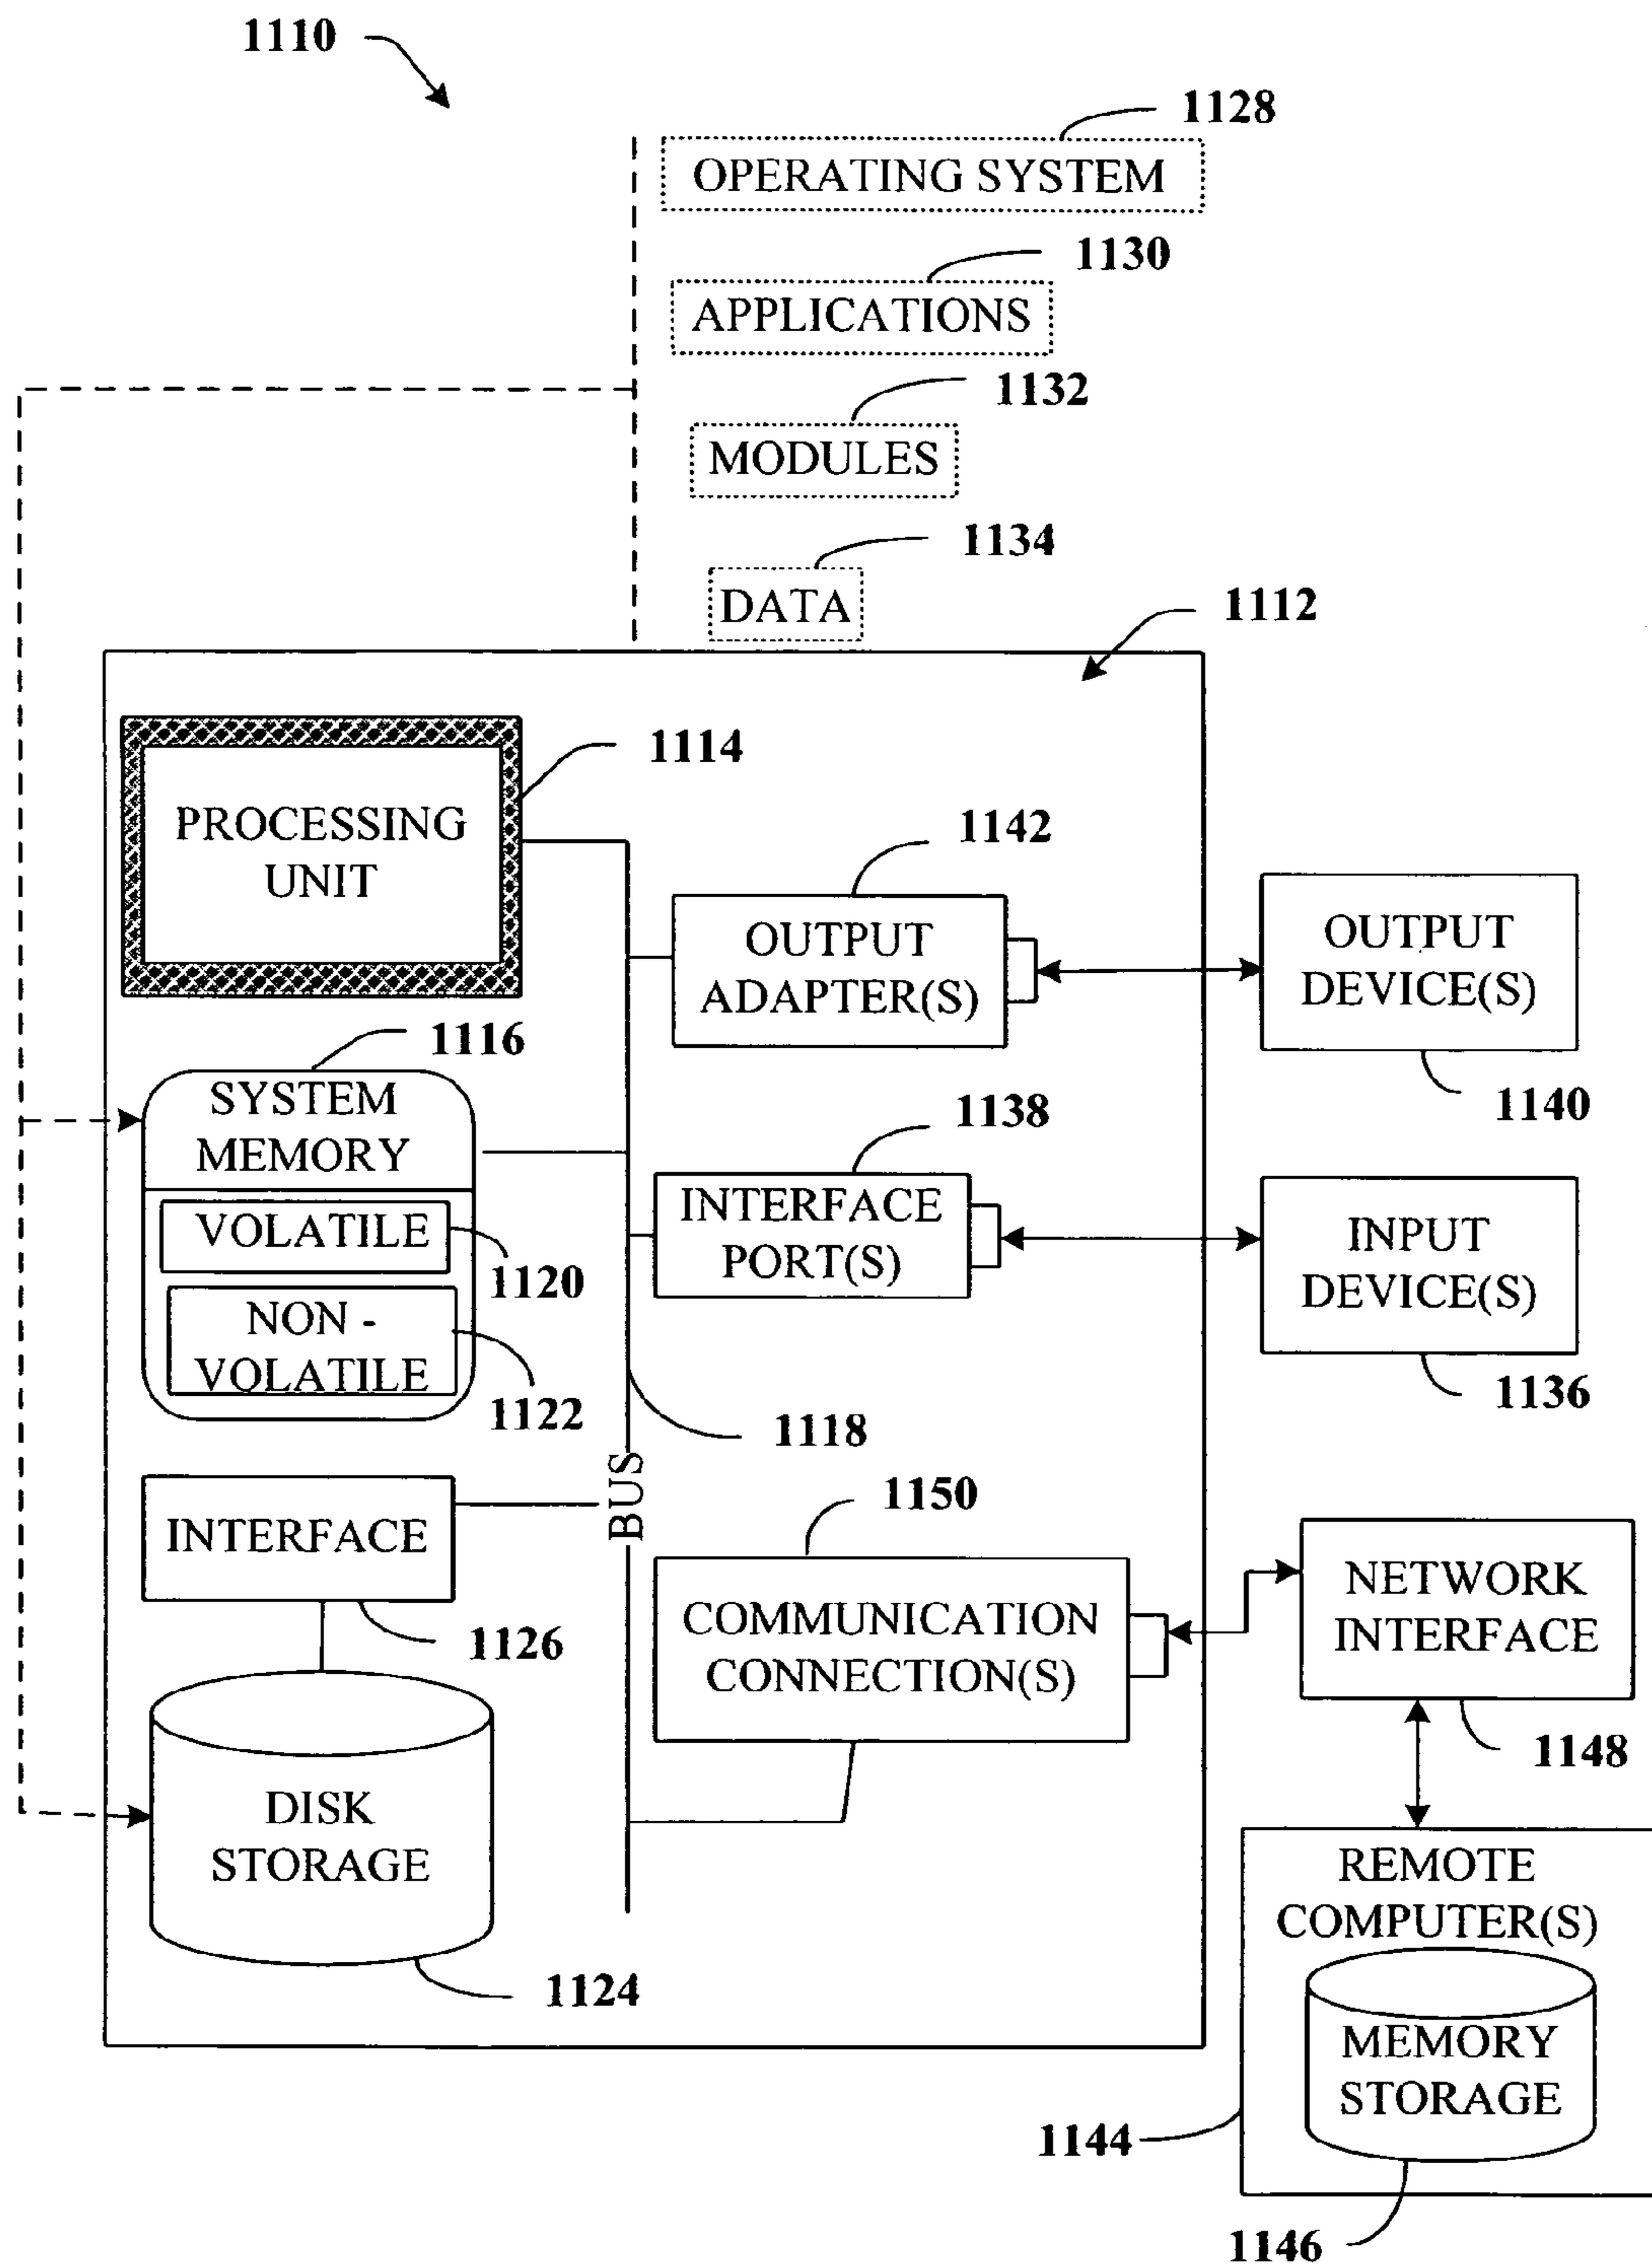 1110
1128
OPERATING SYSTEM
1130
APPLICATIONS
1132
MODULES
1134
DATA
1112
1114
PROCESSING
UNIT
1142
OUTPUT
ADAPTER(S)
OUTPUT
DEVICE(S)
1140
1116
SYSTEM
MEMORY
VOLATILE
1120
NON -
VOLATILE
1122
1138
INTERFACE
PORT(S)
INPUT
DEVICE(S)
1136
1118
BUS
INTERFACE
1126
1150
COMMUNICATION
CONNECTION(S)
NETWORK
INTERFACE
1148
DISK
STORAGE
1124
REMOTE
COMPUTER(S)
MEMORY
STORAGE
1144
1146